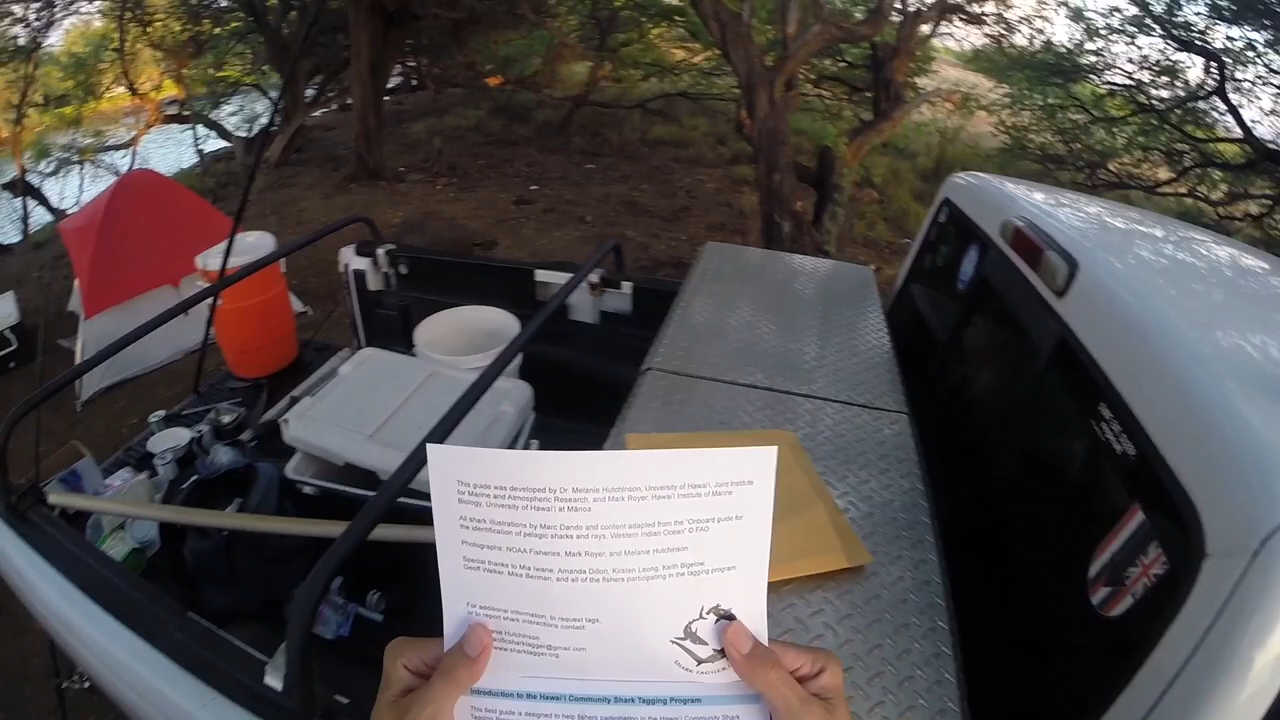 This guide was developed by Dr. Melanie Hutchinson, University of Hawai'i, Joint Institute
for Marine and Atmospheric Research, and Mark Royer, Hawai'i Institute of Marine
Biology, University of Hawai'i at Mānoa.
All shark illustrations by Marc Dando and content adapted from the "Onboard guide for
the identification of pelagic sharks and rays. Western Indian Ocean" © FAO
Photographs: NOAA Fisheries, Mark Royer, and Melanie Hutchinson.
Special thanks to Mia Iwane, Amanda Dillon, Kirsten Leong, Keith Bigelow,
Geoff Walker, Mike Berman, and all of the fishers participating in the tagging program
For additional information, to request tags,
or to report shark interactions contact:
Hutchinson
acificsharktagger@gmail.com
www.sharktagger.org
SHARK TAGGER
Introduction to the Hawai'i Community Shark Tagging Program
This field guide is designed to help fishers participating in the Hawai'i Community Shark